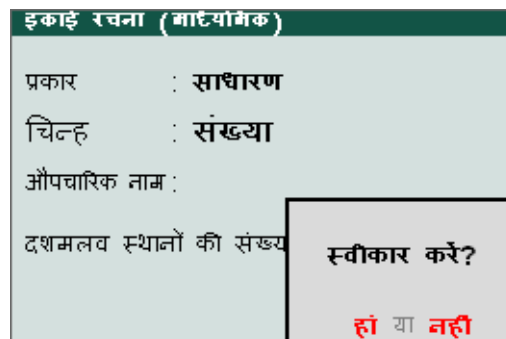 इकाई रचना (माध्यमिक)
प्रकार : साधारण
चिन्ह : संख्या
औपचारिक नाम :
दशमलव स्थानों की संख्य
स्वीकार करें?
हां या नहीं